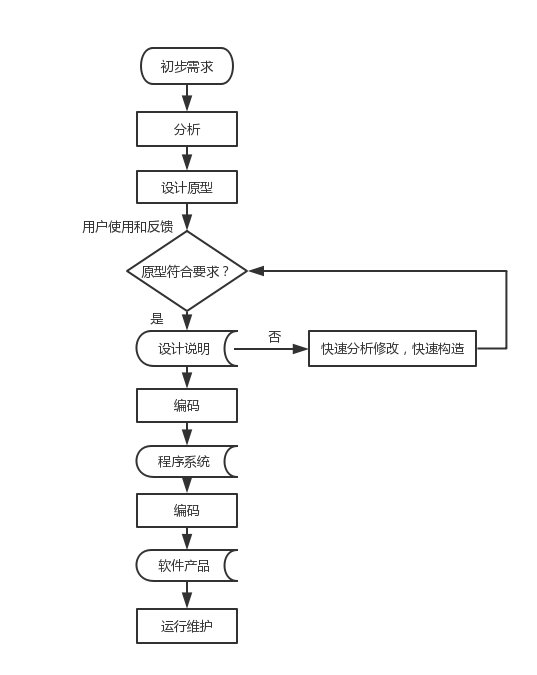 初步需求
分析
设计原型
用户使用和反馈
原型符合要求？
是
否
设计说明
快速分析修改，快速构造
编码
程序系统
编码
软件产品
运行维护